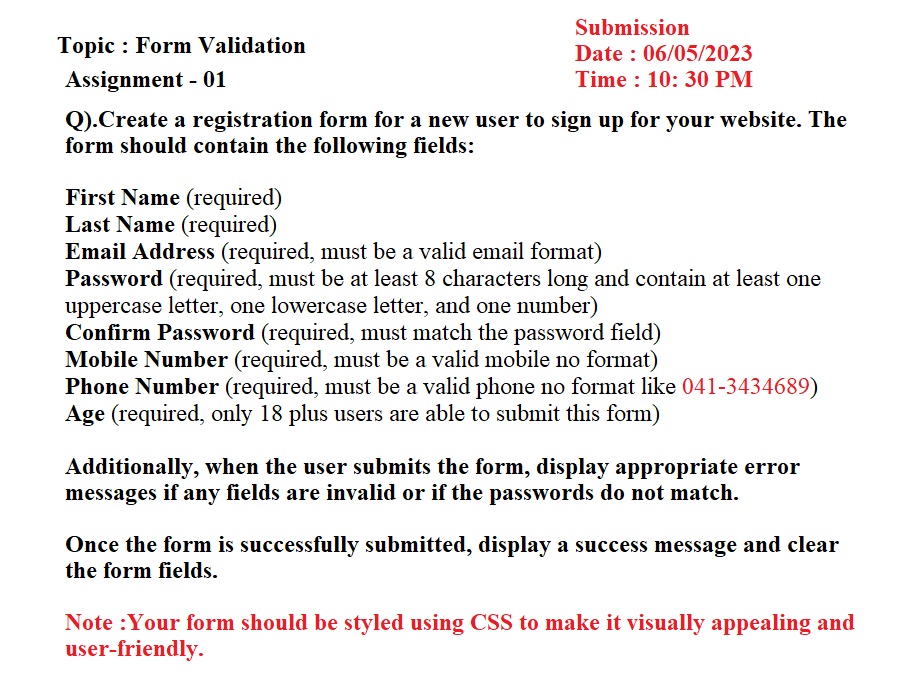 Topic : Form Validation
Assignment - 01
Submission
Date : 06/05/2023
Time : 10: 30 PM
Q).Create a registration form for a new user to sign up for your website. The
form should contain the following fields:
First Name (required)
Last Name (required)
Email Address (required, must be a valid email format)
Password (required, must be at least 8 characters long and contain at least one
uppercase letter, one lowercase letter, and one number)
Confirm Password (required, must match the password field)
Mobile Number (required, must be a valid mobile no format)
Phone Number (required, must be a valid phone no format like 041-3434689)
Age (required, only 18 plus users are able to submit this form)
Additionally, when the user submits the form, display appropriate error
messages if any fields are invalid or if the passwords do not match.
Once the form is successfully submitted, display a success message and clear
the form fields.
Note :Your form should be styled using CSS to make it visually appealing and
user-friendly.